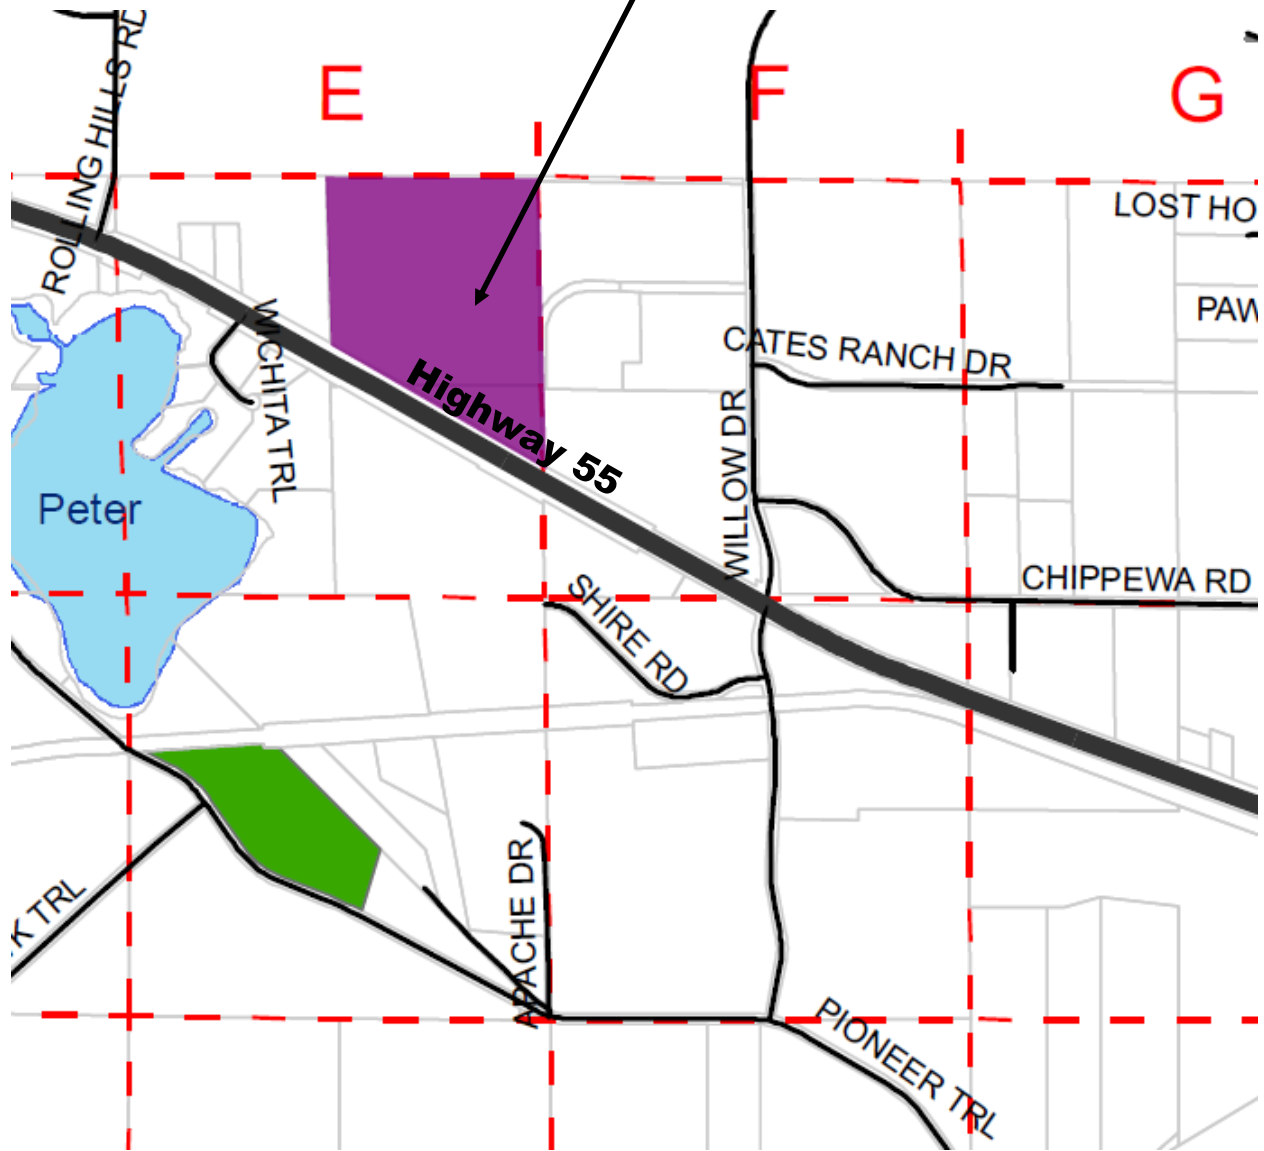 ROLLING HILLS RD
E
F
G
LOST HO
PAW
WICHITA TRL
CATES RANCH DR
Highway 55
WILLOW DR
Peter
CHIPPEWA RD
SHIRE RD
K TRL
APACHE DR
PIONEER TRL